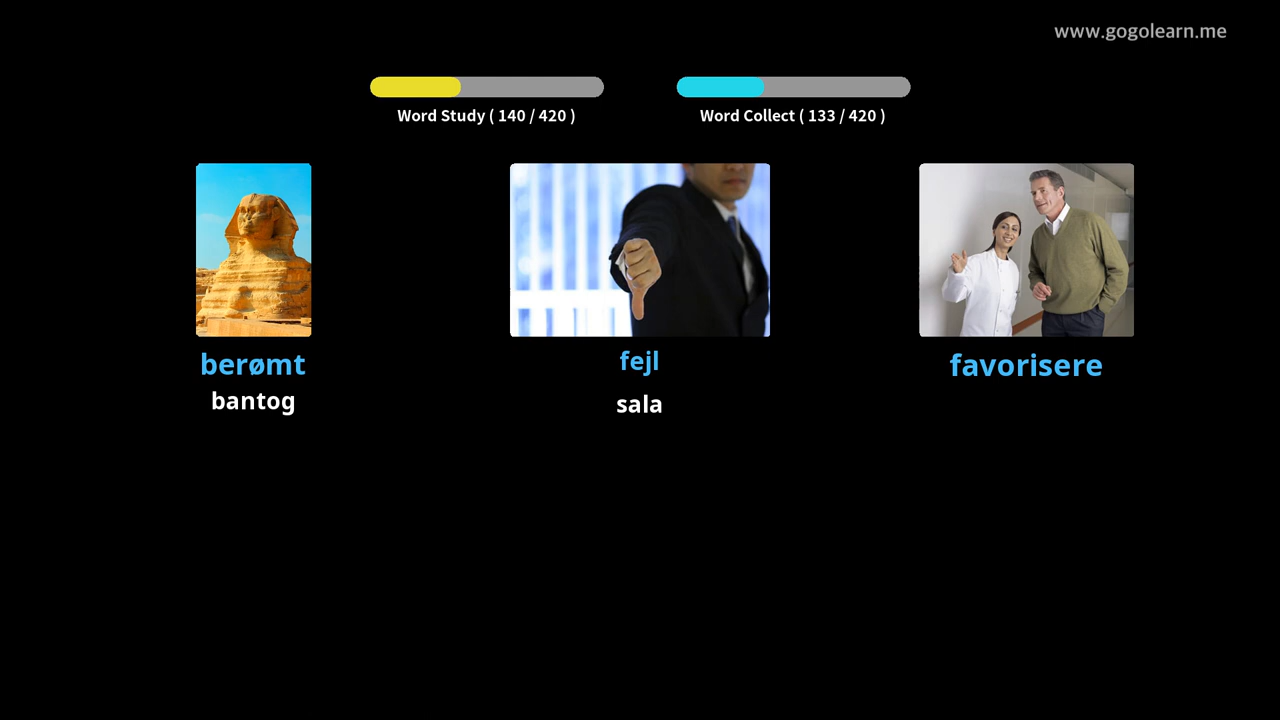 www.gogolearn.me
Word Study ( 140 / 420 )
Word Collect ( 133 / 420 )
berømt
bantog
fejl
sala
favorisere